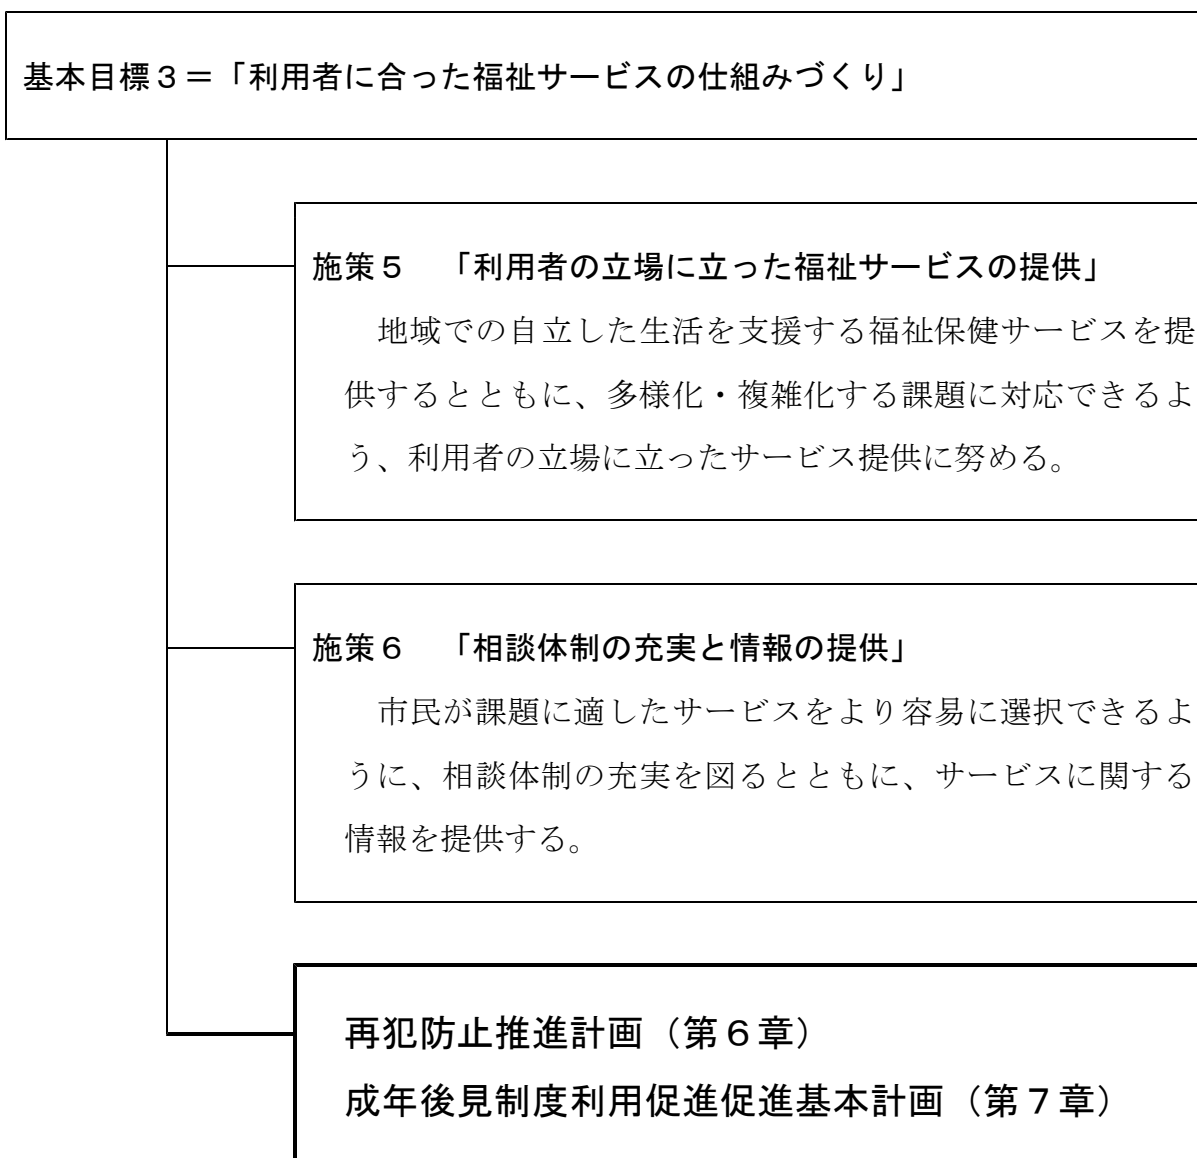 基本目標３＝「利用者に合った福祉サービスの仕組みづくり」
施策５　「利用者の立場に立った福祉サービスの提供」
地域での自立した生活を支援する福祉保健サービスを提
供するとともに、多様化・複雑化する課題に対応できるよ
う、利用者の立場に立ったサービス提供に努める。
施策６　「相談体制の充実と情報の提供」
市民が課題に適したサービスをより容易に選択できるよ
うに、相談体制の充実を図るとともに、サービスに関する
情報を提供する。
再犯防止推進計画（第６章）
成年後見制度利用促進促進基本計画（第７章）